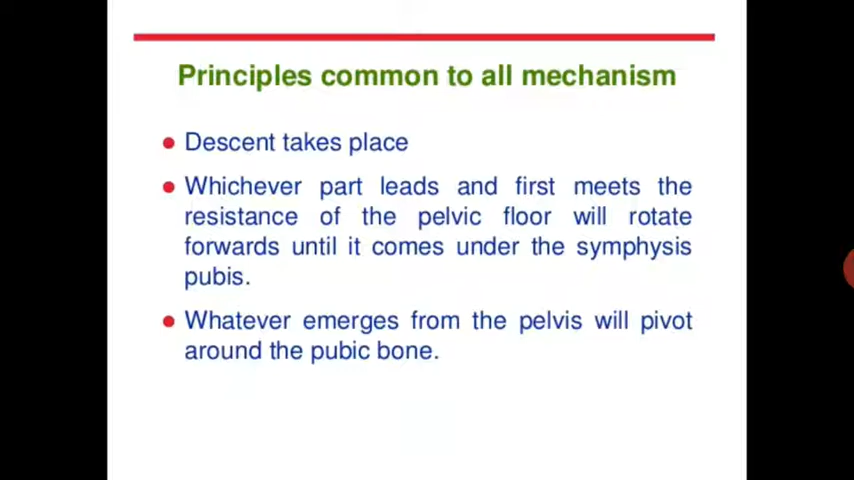 Principles common to all mechanism
Descent takes place
Whichever part leads and first meets the
resistance of the pelvic floor will rotate
forwards until it comes under the symphysis
pubis.
Whatever emerges from the pelvis will pivot
around the pubic bone.